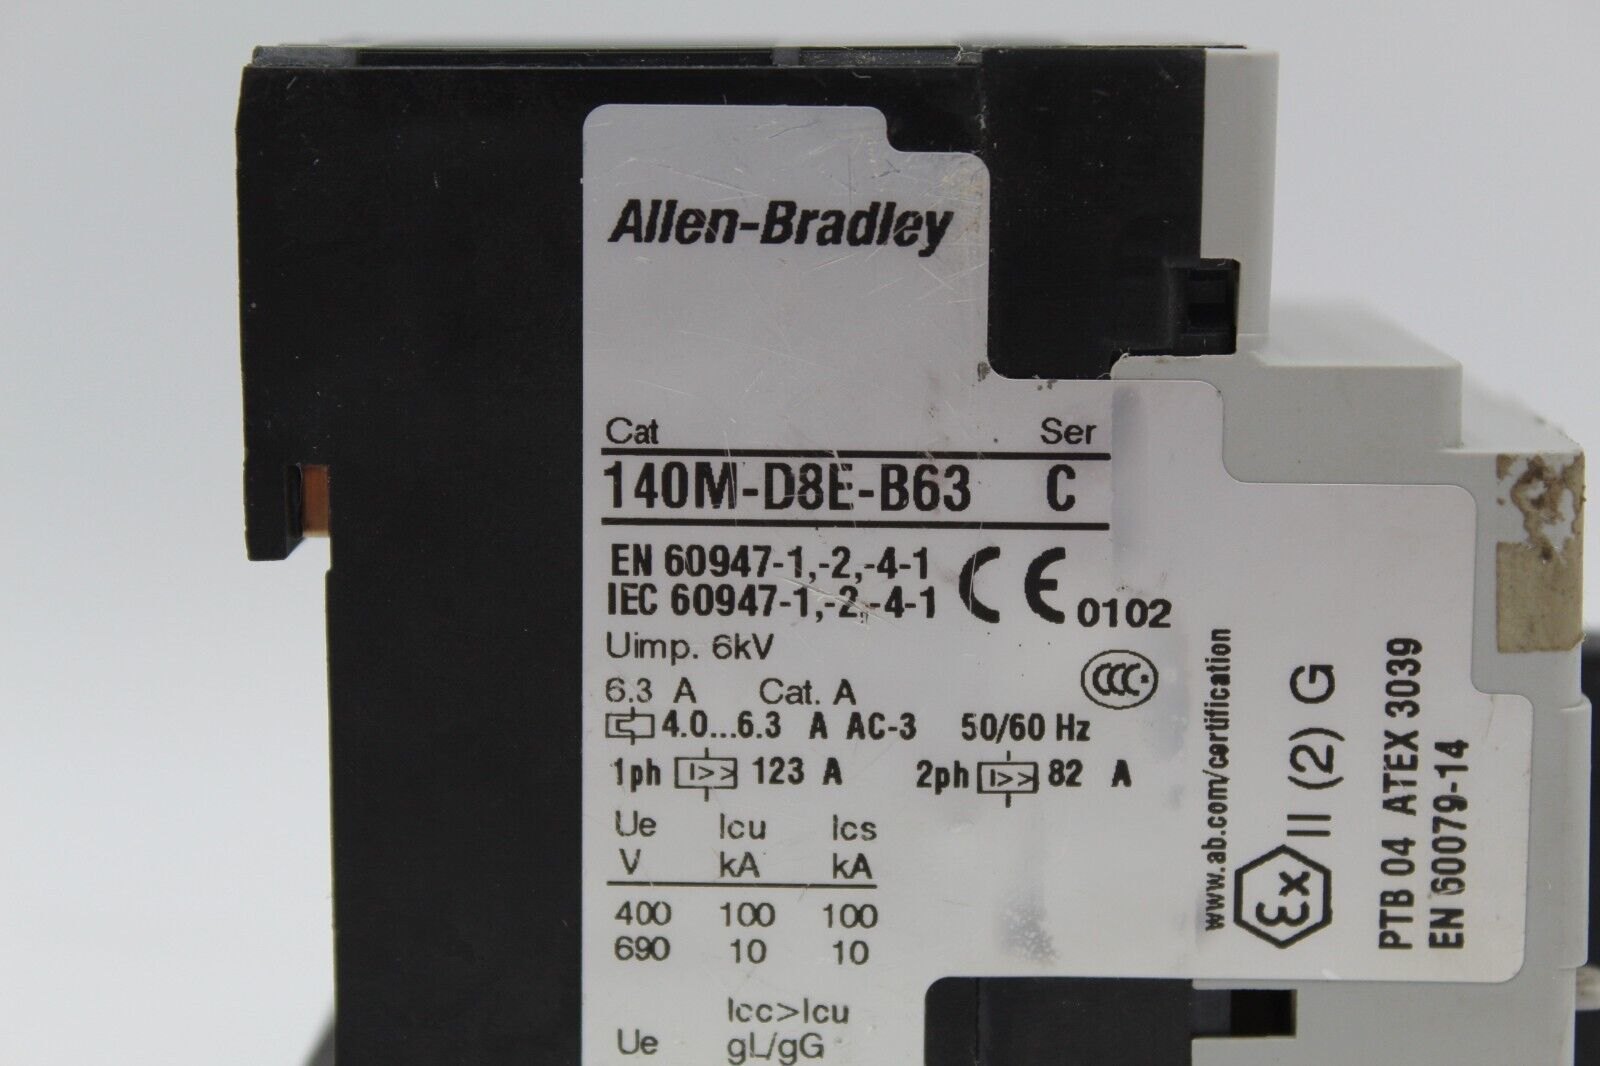 Allen-Bradley
Cat Ser
140M-D8E-B63 C
EN 60947-1,-2,-4-1
IEC 60947-1,-2,-4-1
CE 0102
Uimp. 6kV
6.3 A Cat. A
CCC
4.0...6.3 A AC-3 50/60 Hz
1ph I>> 123 A 2ph I>> 82 A
Ue Icu Ics
V kA kA
400 100 100
690 10 10
Icc>Icu
Ue gL/gG
www.ab.com/certification
Ex II (2) G
PTB 04 ATEX 3039
EN 60079-14